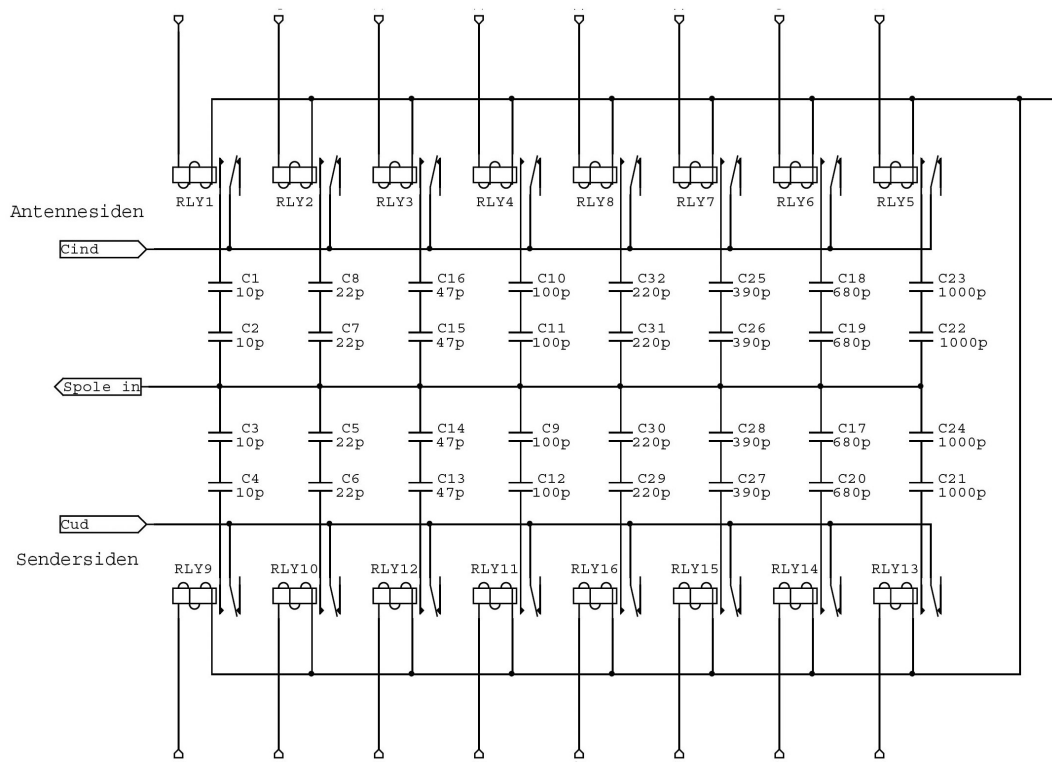 RLY1 RLY2 RLY3 RLY4 RLY8 RLY7 RLY6 RLY5
Antennesiden
Cind
C1 C8 C16 C10 C32 C25 C18 C23
10p 22p 47p 100p 220p 390p 680p 1000p
C2 C7 C15 C11 C31 C26 C19 C22
10p 22p 47p 100p 220p 390p 680p 1000p
Spole in
C3 C5 C14 C9 C30 C28 C17 C24
10p 22p 47p 100p 220p 390p 680p 1000p
C4 C6 C13 C12 C29 C27 C20 C21
10p 22p 47p 100p 220p 390p 680p 1000p
Cud
Sendersiden
RLY9 RLY10 RLY12 RLY11 RLY16 RLY15 RLY14 RLY13